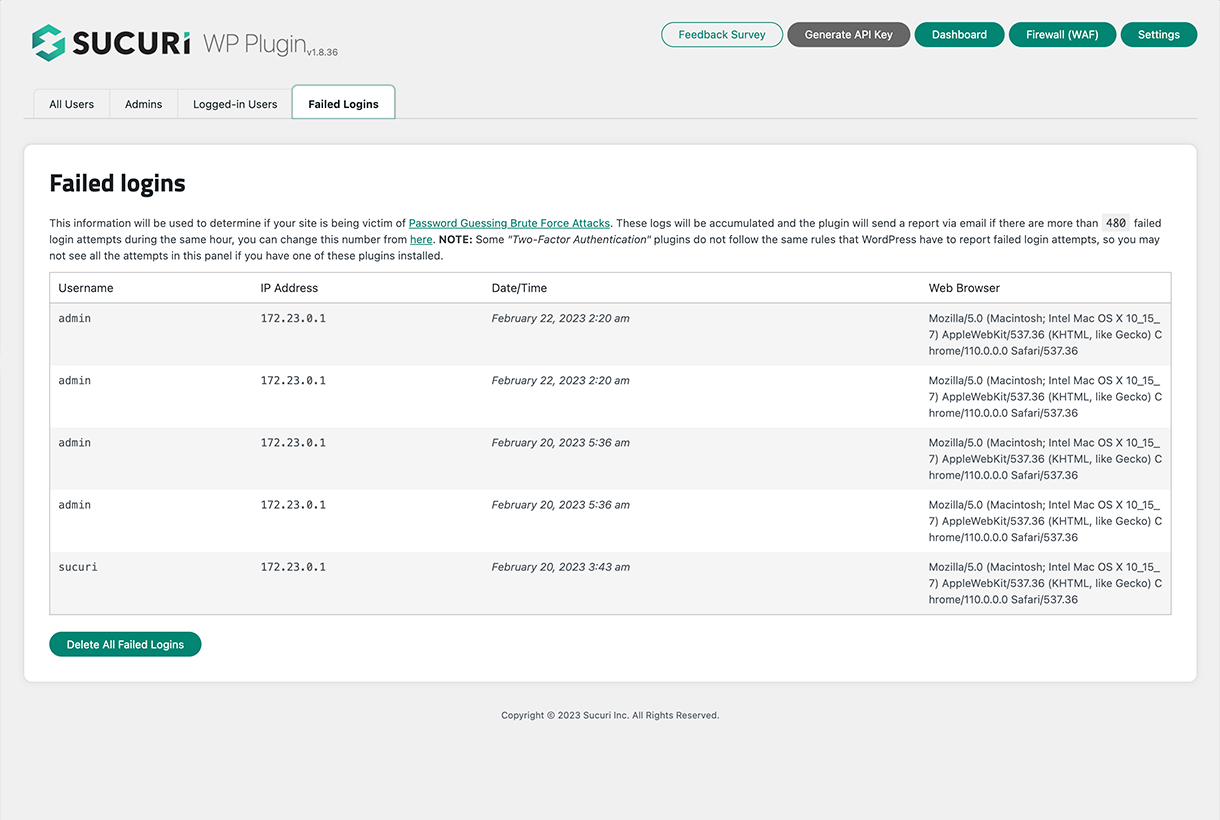 SUCURi WP Plugin v1.8.36
Feedback Survey Generate API Key Dashboard Firewall (WAF) Settings
All Users Admins Logged-in Users Failed Logins
Failed logins
This information will be used to determine if your site is being victim of Password Guessing Brute Force Attacks. These logs will be accumulated and the plugin will send a report via email if there are more than 480 failed
login attempts during the same hour, you can change this number from here. NOTE: Some "Two-Factor Authentication" plugins do not follow the same rules that WordPress have to report failed login attempts, so you may
not see all the attempts in this panel if you have one of these plugins installed.
Username IP Address Date/Time Web Browser
admin 172.23.0.1 February 22, 2023 2:20 am Mozilla/5.0 (Macintosh; Intel Mac OS X 10_15_
7) AppleWebKit/537.36 (KHTML, like Gecko) C
hrome/110.0.0.0 Safari/537.36
admin 172.23.0.1 February 22, 2023 2:20 am Mozilla/5.0 (Macintosh; Intel Mac OS X 10_15_
7) AppleWebKit/537.36 (KHTML, like Gecko) C
hrome/110.0.0.0 Safari/537.36
admin 172.23.0.1 February 20, 2023 5:36 am Mozilla/5.0 (Macintosh; Intel Mac OS X 10_15_
7) AppleWebKit/537.36 (KHTML, like Gecko) C
hrome/110.0.0.0 Safari/537.36
admin 172.23.0.1 February 20, 2023 5:36 am Mozilla/5.0 (Macintosh; Intel Mac OS X 10_15_
7) AppleWebKit/537.36 (KHTML, like Gecko) C
hrome/110.0.0.0 Safari/537.36
sucuri 172.23.0.1 February 20, 2023 3:43 am Mozilla/5.0 (Macintosh; Intel Mac OS X 10_15_
7) AppleWebKit/537.36 (KHTML, like Gecko) C
hrome/110.0.0.0 Safari/537.36
Delete All Failed Logins
Copyright © 2023 Sucuri Inc. All Rights Reserved.